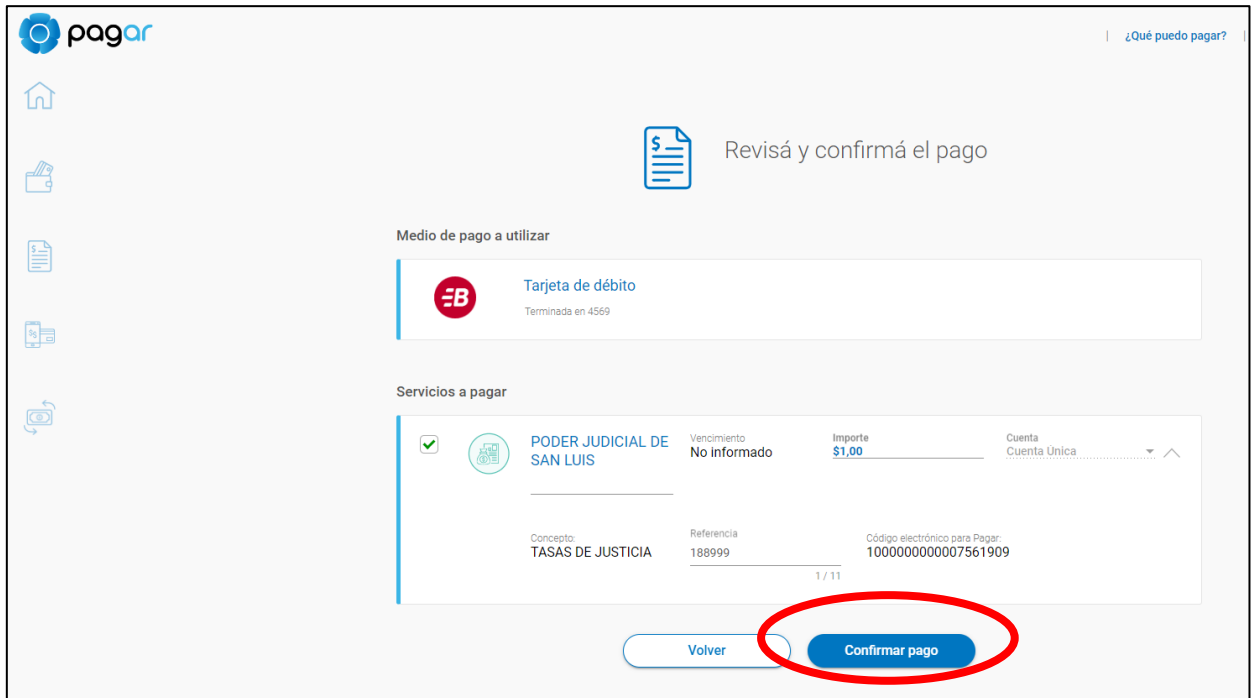 pagar
| ¿Qué puedo pagar? |
Revisá y confirmá el pago
Medio de pago a utilizar
Tarjeta de débito
Terminada en 4569
Servicios a pagar
PODER JUDICIAL DE
SAN LUIS
Vencimiento
No informado
Importe
$1,00
Cuenta
Cuenta Única
Concepto:
TASAS DE JUSTICIA
Referencia
188999
1 / 11
Código electrónico para Pagar:
1000000000007561909
Volver
Confirmar pago